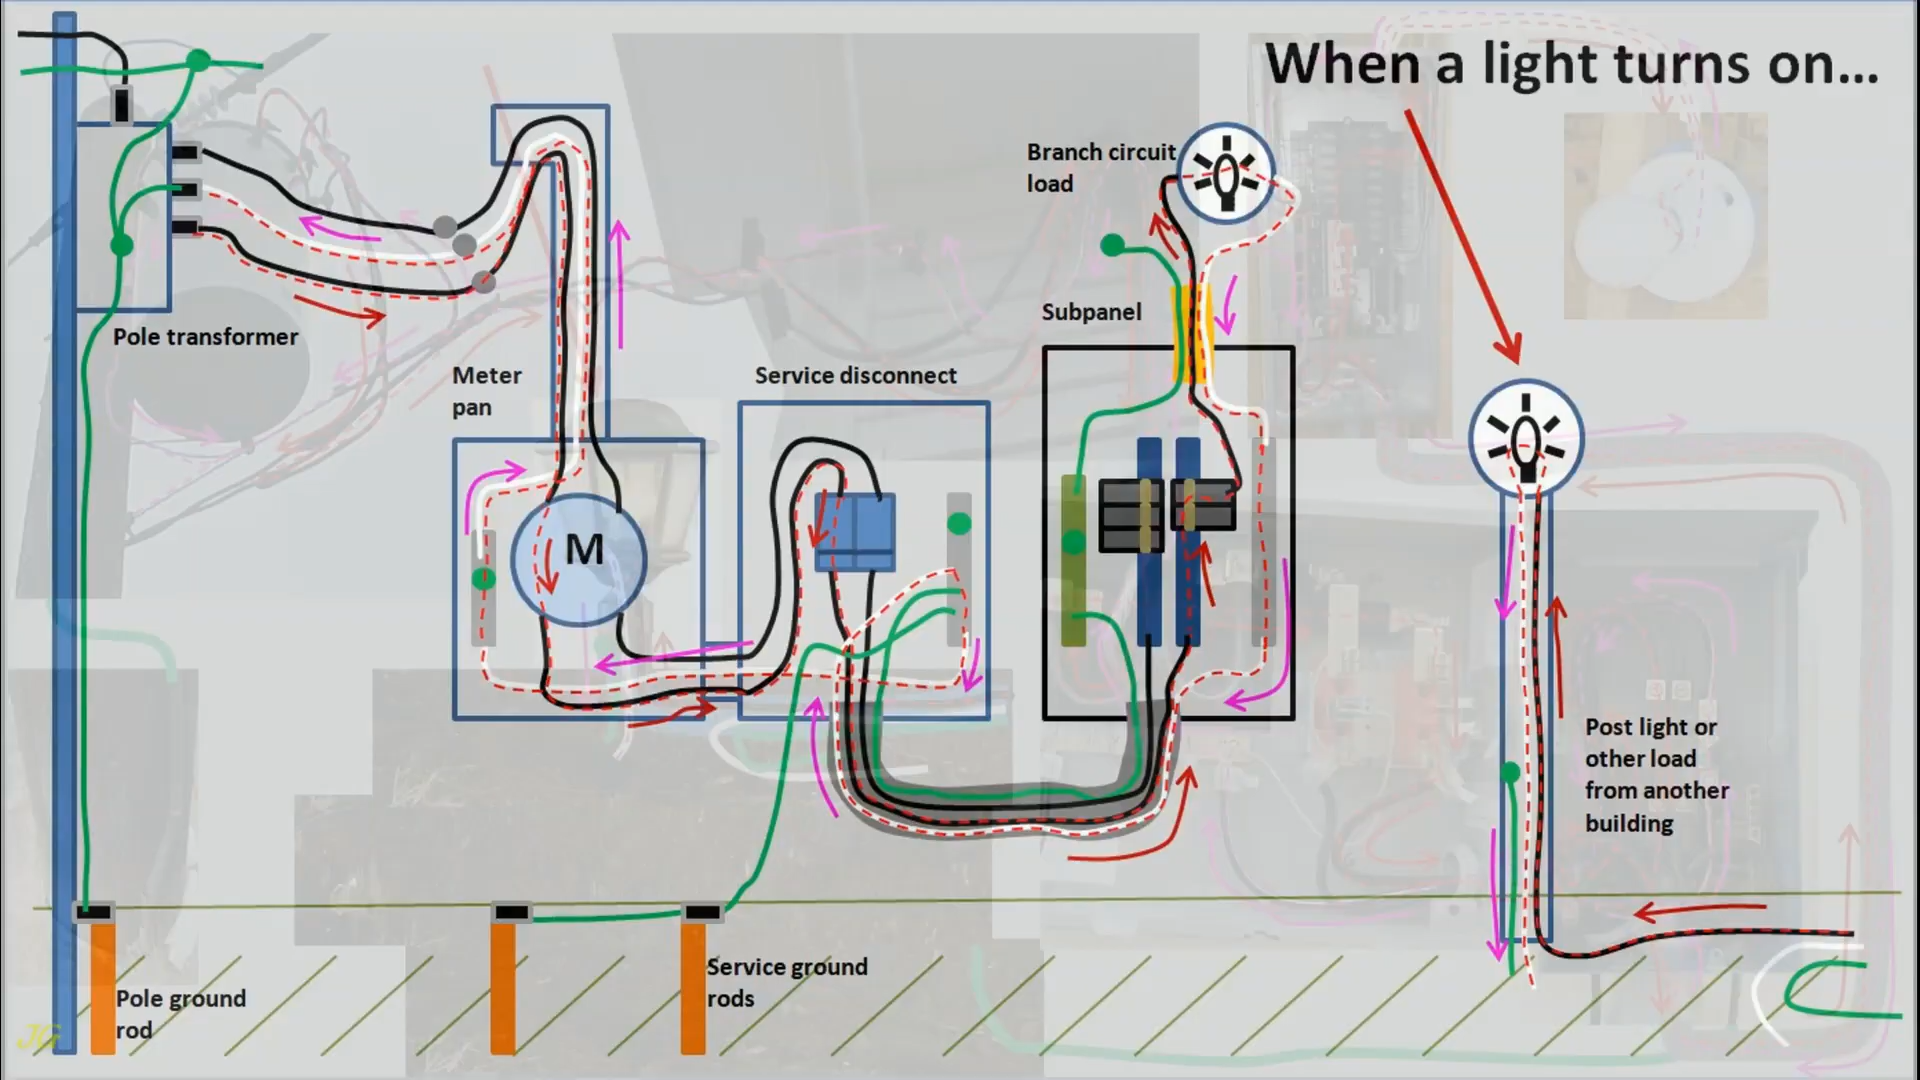 When a light turns on...
Branch circuit
load
Subpanel
Pole transformer
Meter
pan
Service disconnect
M
Post light or
other load
from another
building
Service ground
rods
Pole ground
rod
JG